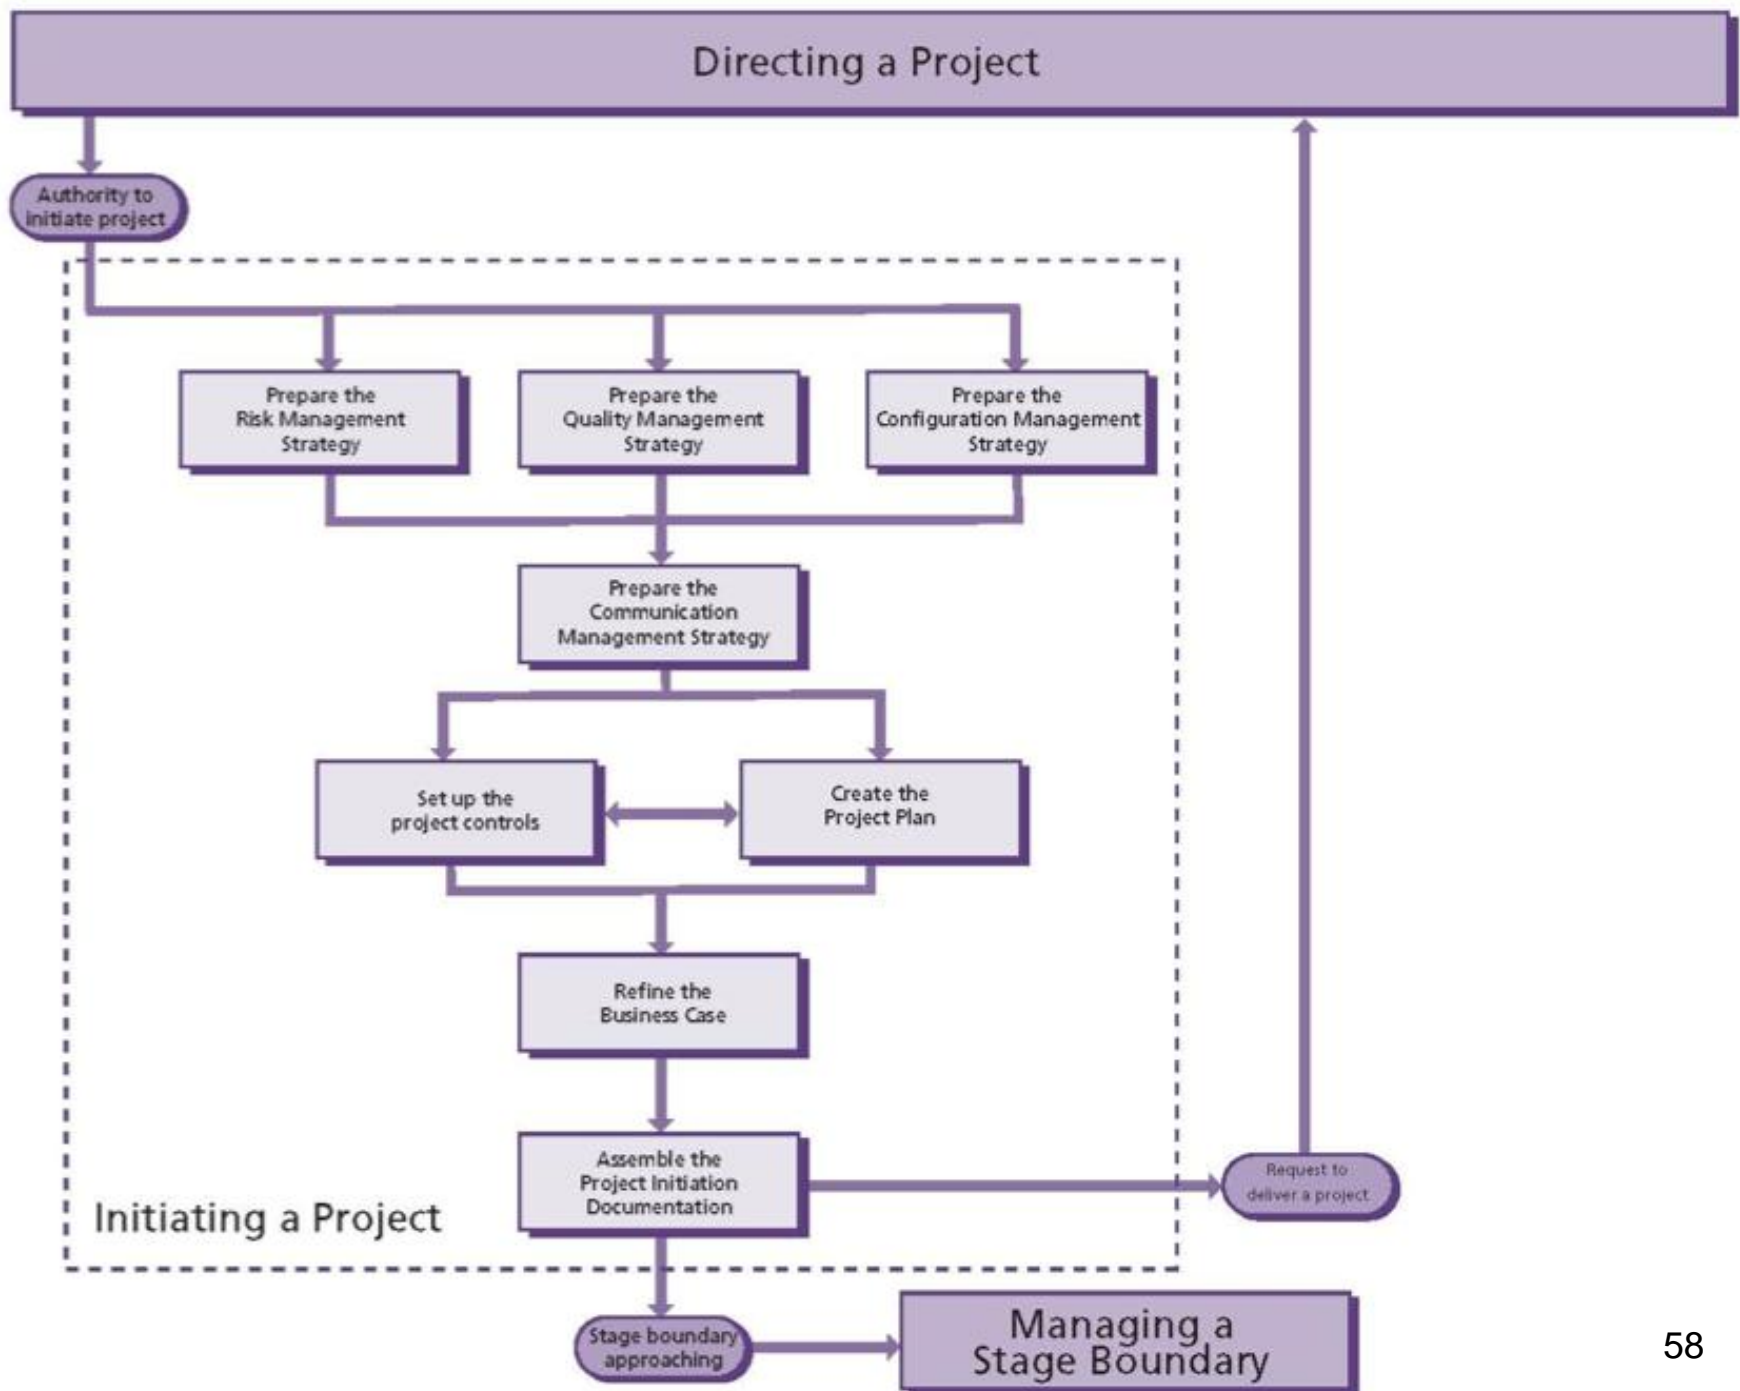 Directing a Project
Authority to
initiate project
Prepare the
Risk Management
Strategy
Prepare the
Quality Management
Strategy
Prepare the
Configuration Management
Strategy
Prepare the
Communication
Management Strategy
Set up the
project controls
Create the
Project Plan
Refine the
Business Case
Assemble the
Project Initiation
Documentation
Request to
deliver a project
Initiating a Project
Stage boundary
approaching
Managing a
Stage Boundary
58